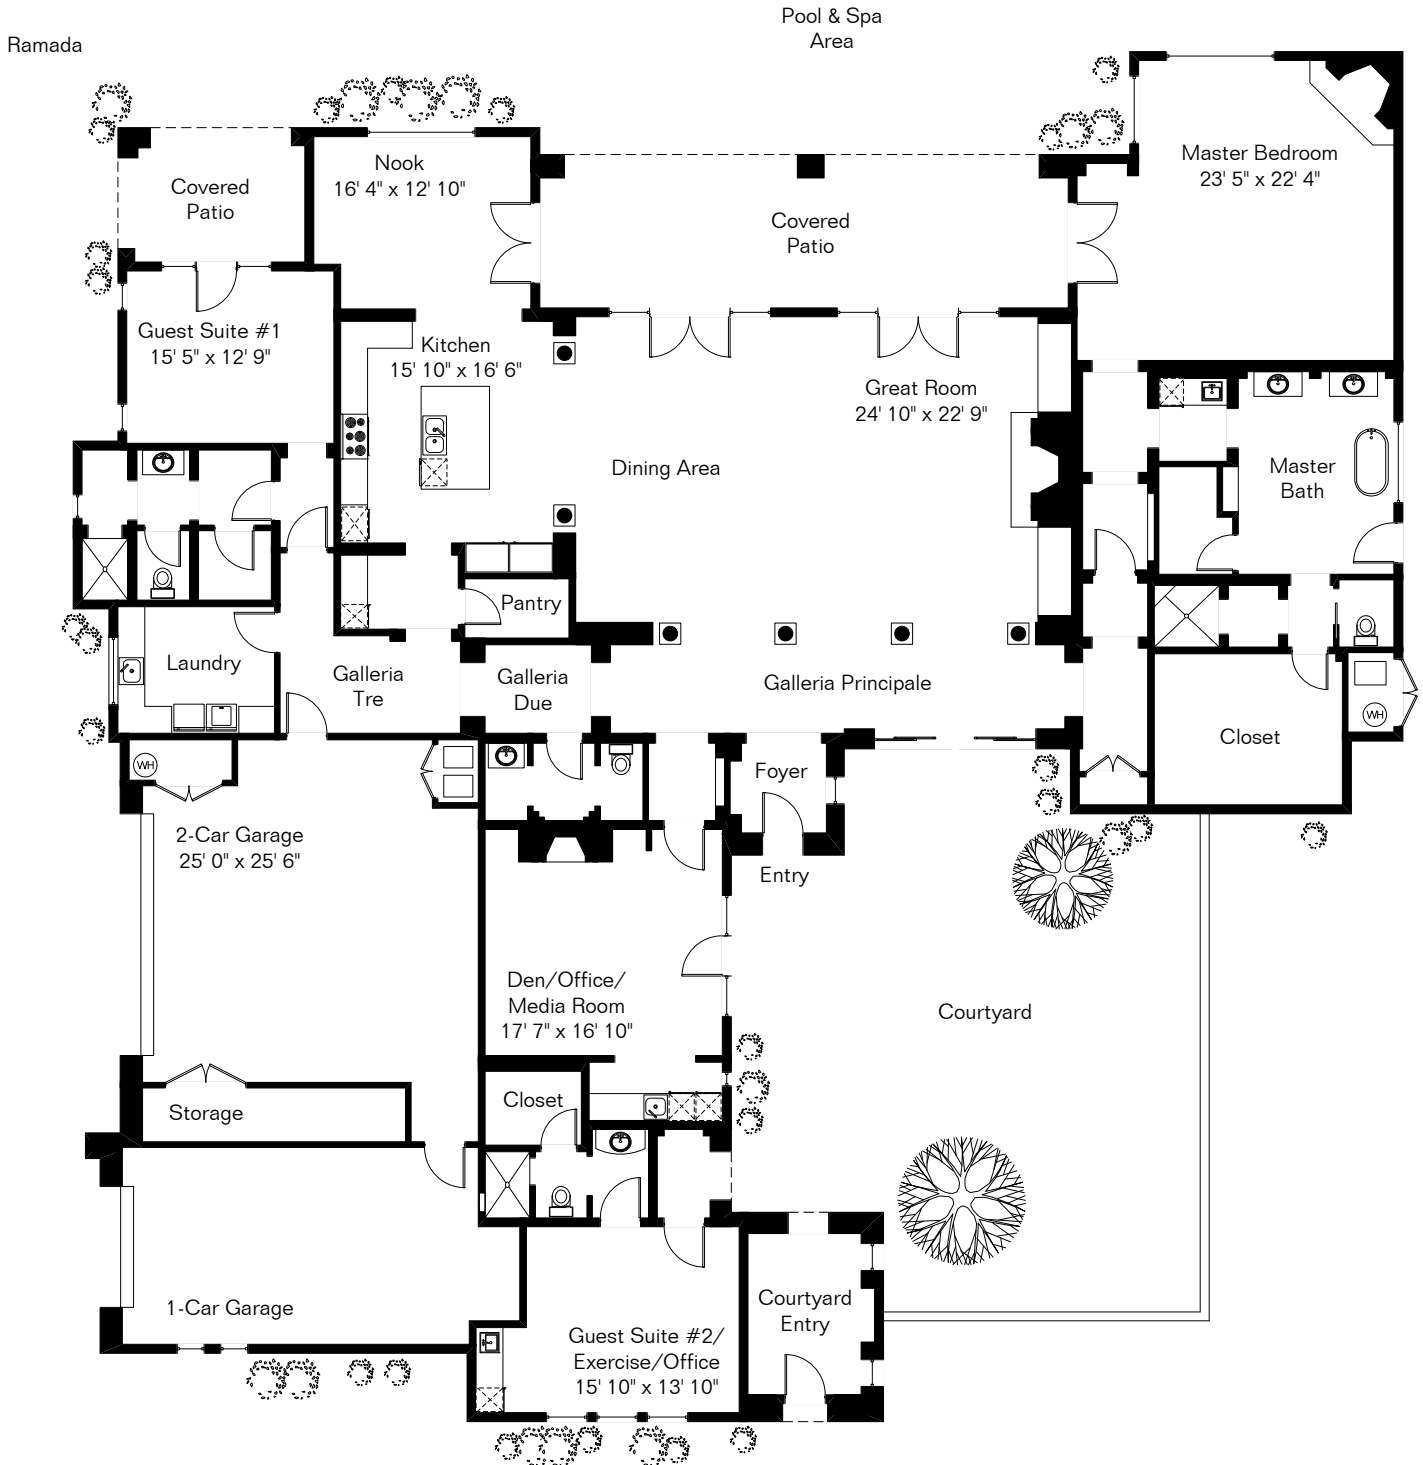 Pool & Spa
Area
Ramada
Nook
16' 4" x 12' 10"
Covered
Patio
Covered
Patio
Master Bedroom
23' 5" x 22' 4"
Guest Suite #1
15' 5" x 12' 9"
Kitchen
15' 10" x 16' 6"
Great Room
24' 10" x 22' 9"
Dining Area
Master
Bath
Pantry
Laundry
Galleria
Tre
Galleria
Due
Galleria Principale
WH
Closet
WH
Foyer
2-Car Garage
25' 0" x 25' 6"
Entry
Den/Office/
Media Room
17' 7" x 16' 10"
Courtyard
Storage
Closet
1-Car Garage
Courtyard
Entry
Guest Suite #2/
Exercise/Office
15' 10" x 13' 10"